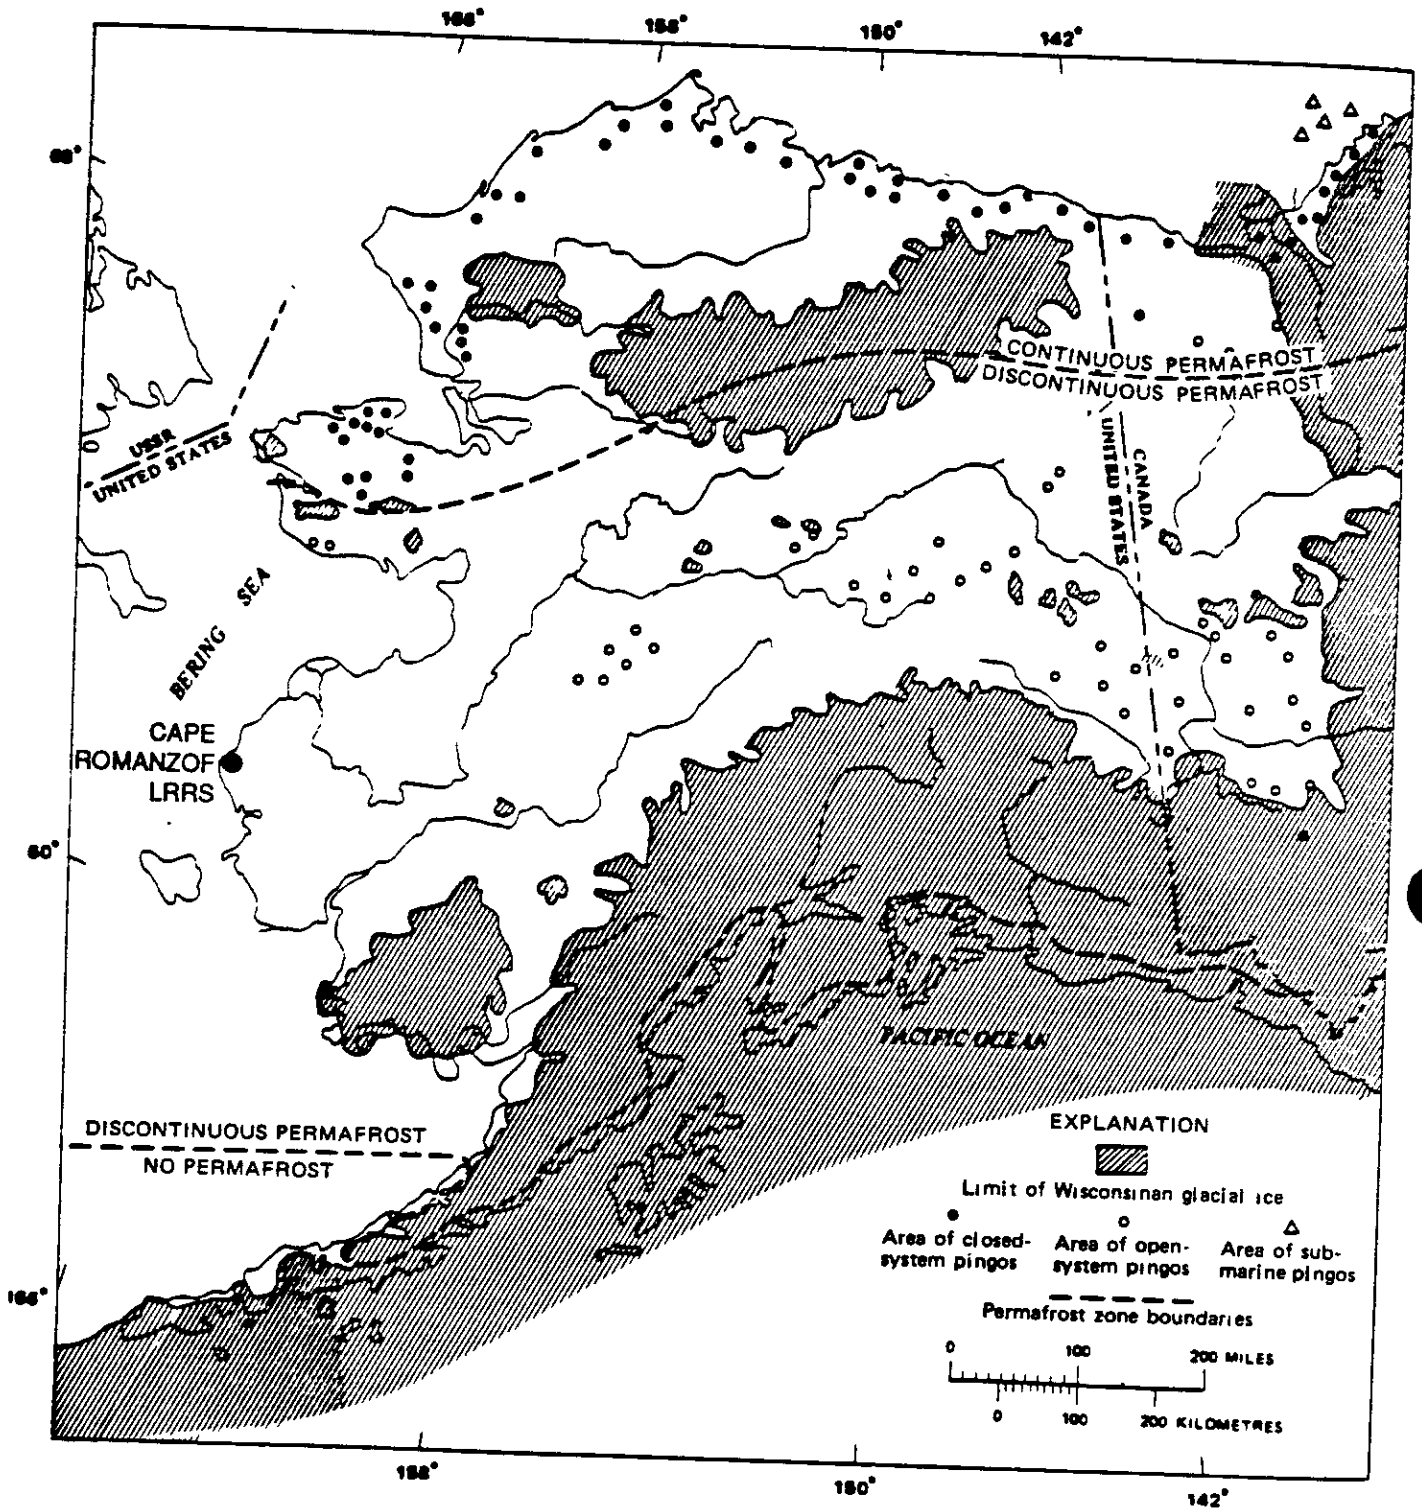 166°
158°
150°
142°
68°
CONTINUOUS PERMAFROST
DISCONTINUOUS PERMAFROST
USSR
UNITED STATES
CANADA
UNITED STATES
BERING SEA
CAPE
ROMANZOF
LRRS
60°
PACIFIC OCEAN
DISCONTINUOUS PERMAFROST
NO PERMAFROST
EXPLANATION
Limit of Wisconsinan glacial ice
Area of closed-
system pingos
Area of open-
system pingos
Area of sub-
marine pingos
Permafrost zone boundaries
0 100 200 MILES
0 100 200 KILOMETRES
166°
158°
150°
142°